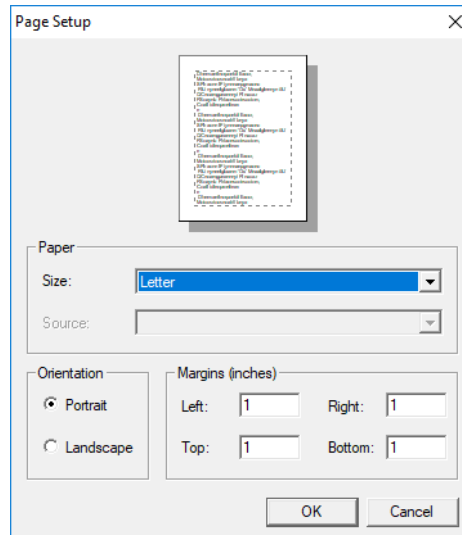 Page Setup
Paper
Size: Letter
Source:
Orientation
Portrait
Landscape
Margins (inches)
Left: 1 Right: 1
Top: 1 Bottom: 1
OK Cancel